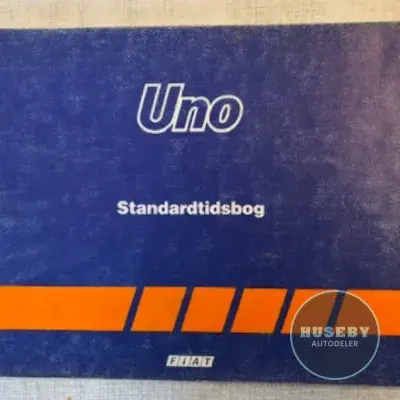 Uno
Standardtidsbog
FIAT
HUSEBY
AUTODELER